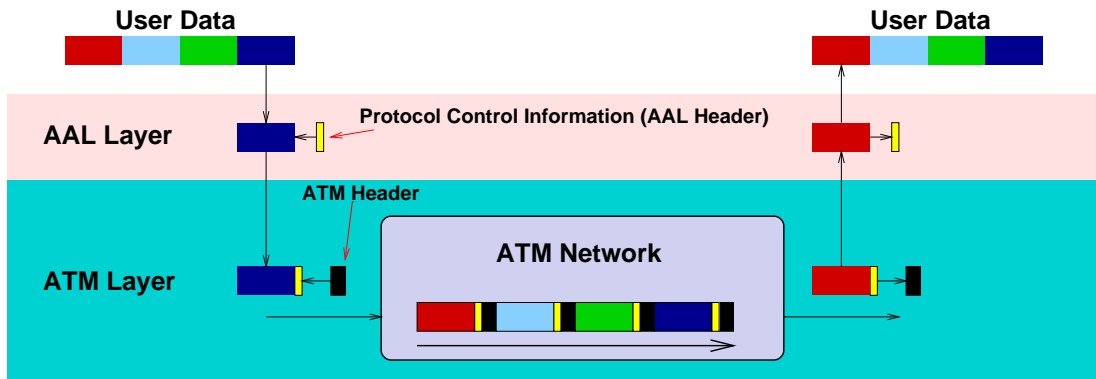 User Data
User Data
AAL Layer
Protocol Control Information (AAL Header)
ATM Header
ATM Network
ATM Layer